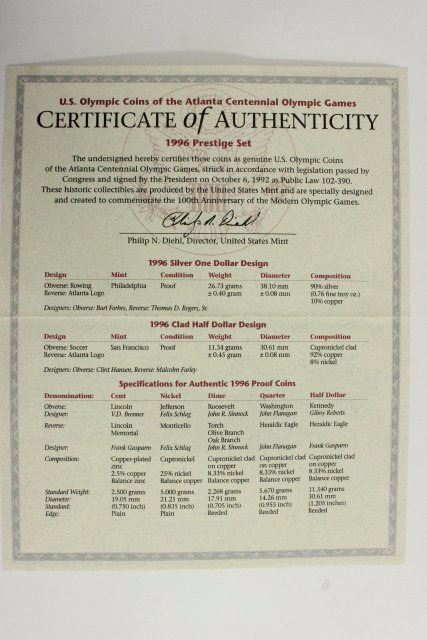 U.S. Olympic Coins of the Atlanta Centennial Olympic Games
CERTIFICATE of AUTHENTICITY
1996 Prestige Set
The undersigned hereby certifies these coins as genuine U.S. Olympic Coins
of the Atlanta Centennial Olympic Games, struck in accordance with legislation passed by
Congress and signed by the President on October 6, 1992 as Public Law 102-390.
These historic collectibles are produced by the United States Mint and are specially designed
and created to commemorate the 100th Anniversary of the Modern Olympic Games.
Philip N. Diehl
Philip N. Diehl, Director, United States Mint
1996 Silver One Dollar Design
Design Mint Condition Weight Diameter Composition
Obverse: Rowing Philadelphia Proof 26.73 grams 38.10 mm 90% silver
Reverse: Atlanta Logo ± 0.40 gram ± 0.08 mm (0.76 fine troy oz.)
10% copper
Designers: Obverse: Bart Forbes, Reverse: Thomas D. Rogers, Sr.
1996 Clad Half Dollar Design
Design Mint Condition Weight Diameter Composition
Obverse: Soccer San Francisco Proof 11.34 grams 30.61 mm Cupronickel clad
Reverse: Atlanta Logo ± 0.45 gram ± 0.08 mm 92% copper
8% nickel
Designers: Obverse: Clint Hansen, Reverse: Malcolm Farley
Specifications for Authentic 1996 Proof Coins
Denomination: Cent Nickel Dime Quarter Half Dollar
Obverse: Lincoln Jefferson Roosevelt Washington Kennedy
Designer: V.D. Brenner Felix Schlag John R. Sinnock John Flanagan Gilroy Roberts
Reverse: Lincoln Monticello Torch Heraldic Eagle Heraldic Eagle
Memorial Olive Branch
Oak Branch
Designer: Frank Gasparro Felix Schlag John R. Sinnock John Flanagan Frank Gasparro
Composition: Copper-plated Cupronickel Cupronickel clad Cupronickel clad Cupronickel clad
zinc on copper on copper on copper
2.5% copper 25% nickel 8.33% nickel 8.33% nickel 8.33% nickel
Balance zinc Balance copper Balance copper Balance copper Balance copper
Standard Weight: 2.500 grams 5.000 grams 2.268 grams 5.670 grams 11.340 grams
Diameter: 19.05 mm 21.21 mm 17.91 mm 14.26 mm 30.61 mm
Standard: (0.750 inch) (0.835 inch) (0.705 inch) (0.955 inch) (1.205 inches)
Edge: Plain Plain Reeded Reeded Reeded